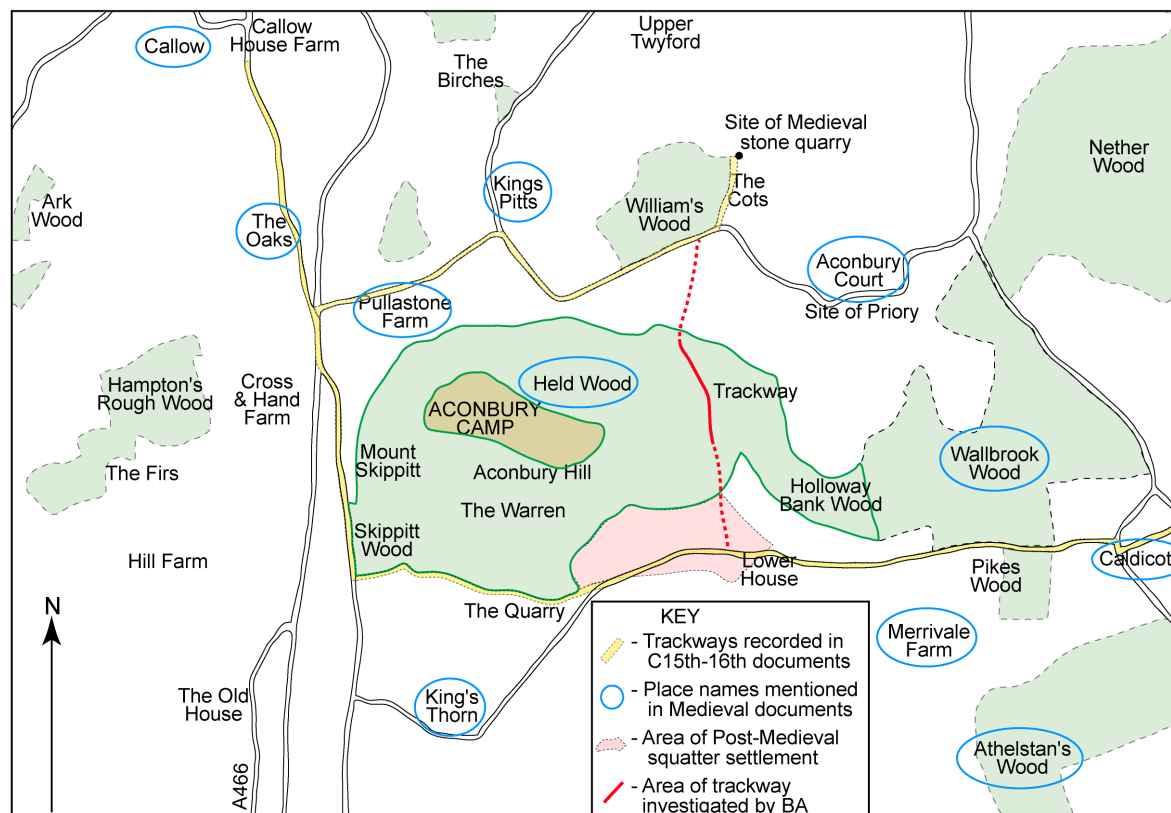 Callow
Callow
House Farm
Upper
Twyford
The
Birches
Site of Medieval
stone quarry
Nether
Wood
Kings
Pitts
The
Cots
Ark
Wood
William's
Wood
The
Oaks
Aconbury
Court
Pullastone
Farm
Site of Priory
Hampton's
Rough Wood
Cross
& Hand
Farm
Held Wood
Trackway
ACONBURY
CAMP
Mount
Skippitt
Aconbury Hill
Wallbrook
Wood
The Firs
Holloway
Bank Wood
The Warren
Skippitt
Wood
Hill Farm
Lower
House
Pikes
Wood
Caldicot
N
The Quarry
Merrivale
Farm
The Old
House
King's
Thorn
Athelstan's
Wood
A466
KEY
- Trackways recorded in
C15th-16th documents
- Place names mentioned
in Medieval documents
- Area of Post-Medieval
squatter settlement
- Area of trackway
investigated by BA